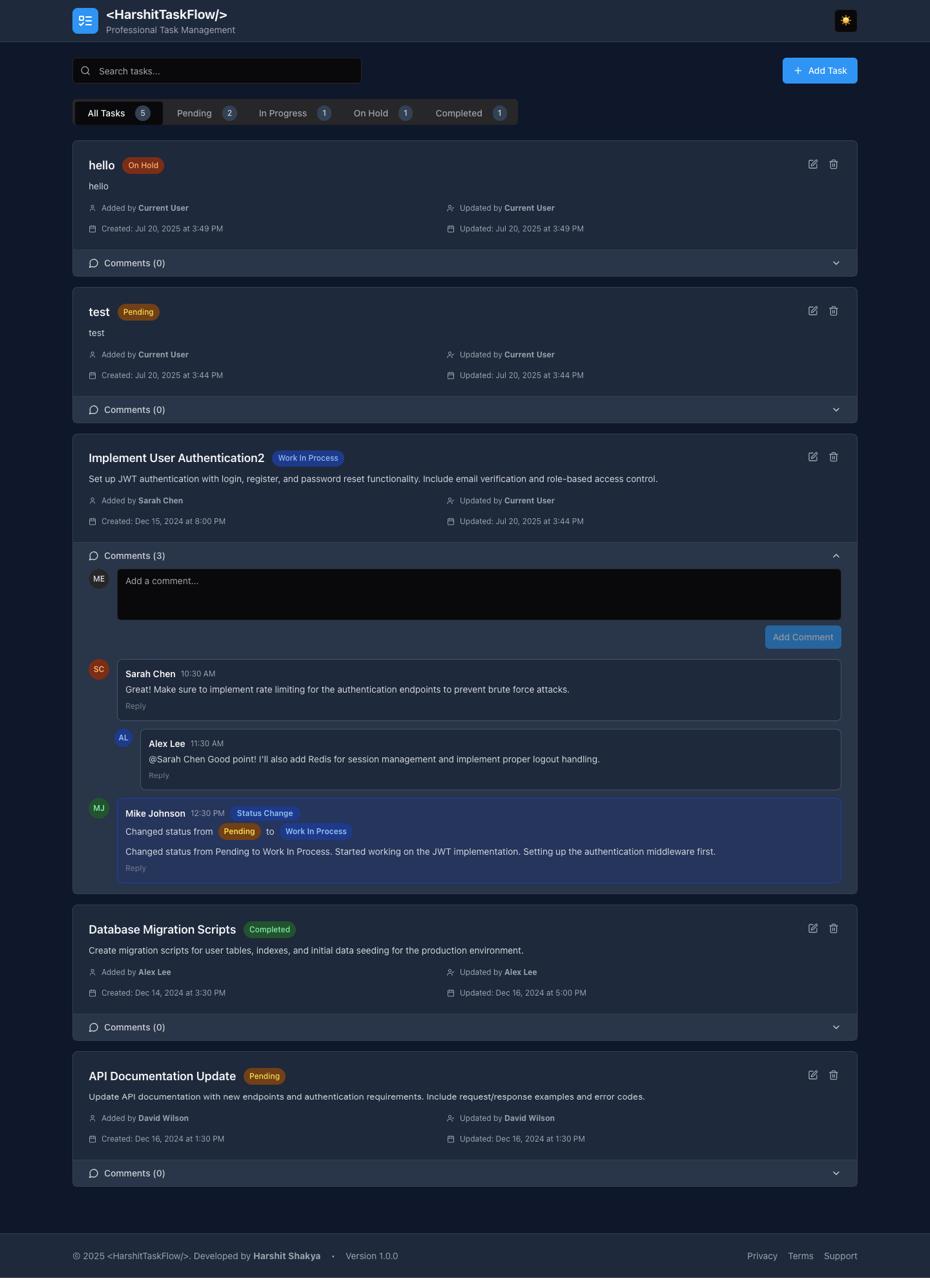 <HarshitTaskFlow/>
Professional Task Management
Search tasks...
Add Task
All Tasks 5 Pending 2 In Progress 1 On Hold 1 Completed 1
hello On Hold
hello
Added by Current User Updated by Current User
Created: Jul 20, 2025 at 3:49 PM Updated: Jul 20, 2025 at 3:49 PM
Comments (0)
test Pending
test
Added by Current User Updated by Current User
Created: Jul 20, 2025 at 3:44 PM Updated: Jul 20, 2025 at 3:44 PM
Comments (0)
Implement User Authentication2 Work In Process
Set up JWT authentication with login, register, and password reset functionality. Include email verification and role-based access control.
Added by Sarah Chen Updated by Current User
Created: Dec 15, 2024 at 8:00 PM Updated: Jul 20, 2025 at 3:44 PM
Comments (3)
ME Add a comment...
Add Comment
SC Sarah Chen 10:30 AM
Great! Make sure to implement rate limiting for the authentication endpoints to prevent brute force attacks.
Reply
AL Alex Lee 11:30 AM
@Sarah Chen Good point! I'll also add Redis for session management and implement proper logout handling.
Reply
MJ Mike Johnson 12:30 PM Status Change
Changed status from Pending to Work In Process
Changed status from Pending to Work In Process. Started working on the JWT implementation. Setting up the authentication middleware first.
Reply
Database Migration Scripts Completed
Create migration scripts for user tables, indexes, and initial data seeding for the production environment.
Added by Alex Lee Updated by Alex Lee
Created: Dec 14, 2024 at 3:30 PM Updated: Dec 16, 2024 at 5:00 PM
Comments (0)
API Documentation Update Pending
Update API documentation with new endpoints and authentication requirements. Include request/response examples and error codes.
Added by David Wilson Updated by David Wilson
Created: Dec 16, 2024 at 1:30 PM Updated: Dec 16, 2024 at 1:30 PM
Comments (0)
© 2025 <HarshitTaskFlow/>. Developed by Harshit Shakya • Version 1.0.0 Privacy Terms Support